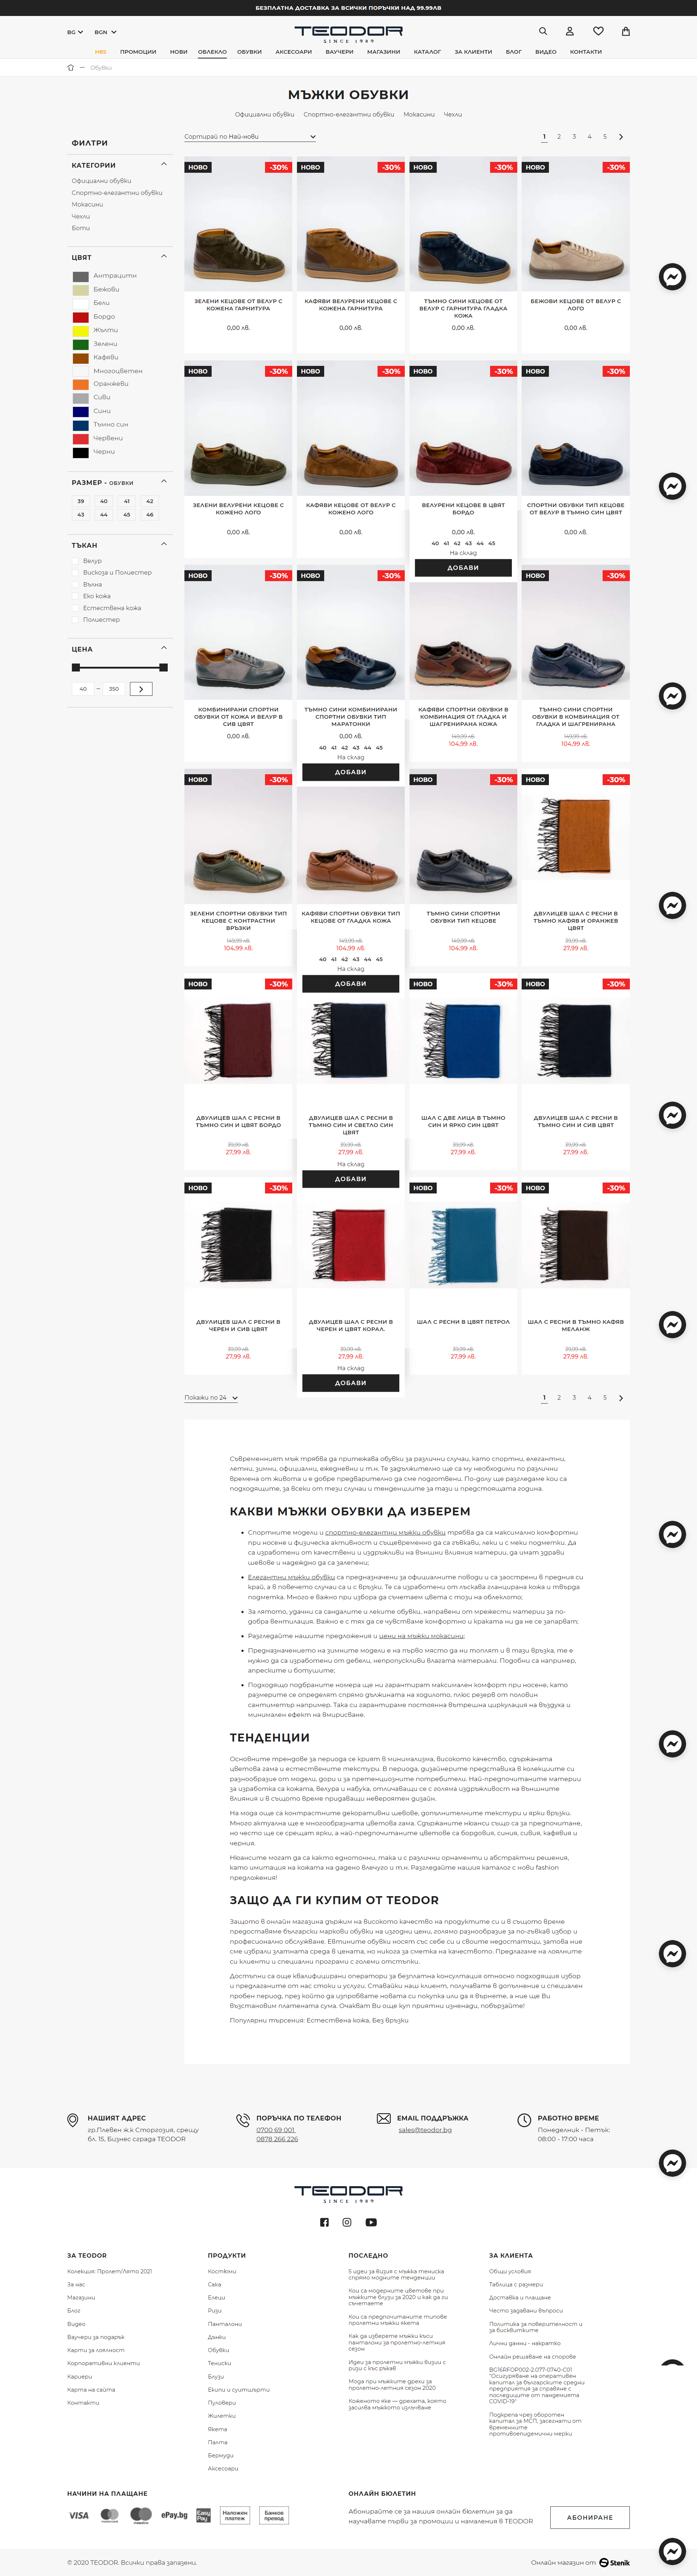 БЕЗПЛАТНА ДОСТАВКА ЗА ВСИЧКИ ПОРЪЧКИ НАД 99.99ЛВ
BG BGN
TEODOR
SINCE 1989
НЕС ПРОМОЦИИ НОВИ ОБЛЕКЛО ОБУВКИ АКСЕСОАРИ ВАУЧЕРИ МАГАЗИНИ КАТАЛОГ ЗА КЛИЕНТИ БЛОГ ВИДЕО КОНТАКТИ
Обувки
МЪЖКИ ОБУВКИ
Официални обувки Спортно-елегантни обувки Мокасини Чехли
ФИЛТРИ
КАТЕГОРИИ
Официални обувки
Спортно-елегантни обувки
Мокасини
Чехли
Боти
ЦВЯТ
Антрацитн
Бежови
Бели
Бордо
Жълти
Зелени
Кафяви
Многоцветен
Оранжеви
Сиви
Сини
Тъмно син
Червени
Черни
РАЗМЕР - ОБУВКИ
39 40 41 42
43 44 45 46
ТЪКАН
Велур
Вискоза и Полиестер
Вълна
Еко кожа
Естествена кожа
Полиестер
ЦЕНА
40 – 350
Сортирай по Най-нови
1 2 3 4 5
НОВО -30% НОВО -30% НОВО -30% НОВО -30%
ЗЕЛЕНИ КЕЦОВЕ ОТ ВЕЛУР С
КОЖЕНА ГАРНИТУРА
0,00 лв.
КАФЯВИ ВЕЛУРЕНИ КЕЦОВЕ С
КОЖЕНА ГАРНИТУРА
0,00 лв.
ТЪМНО СИНИ КЕЦОВЕ ОТ
ВЕЛУР С ГАРНИТУРА ГЛАДКА
КОЖА
0,00 лв.
БЕЖОВИ КЕЦОВЕ ОТ ВЕЛУР С
ЛОГО
0,00 лв.
НОВО -30% НОВО -30% НОВО -30% НОВО -30%
ЗЕЛЕНИ ВЕЛУРЕНИ КЕЦОВЕ С
КОЖЕНО ЛОГО
0,00 лв.
КАФЯВИ КЕЦОВЕ ОТ ВЕЛУР С
КОЖЕНО ЛОГО
0,00 лв.
ВЕЛУРЕНИ КЕЦОВЕ В ЦВЯТ
БОРДО
0,00 лв.
40 41 42 43 44 45
На склад
ДОБАВИ
СПОРТНИ ОБУВКИ ТИП КЕЦОВЕ
ОТ ВЕЛУР В ТЪМНО СИН ЦВЯТ
0,00 лв.
НОВО -30% НОВО -30% НОВО -30%
КОМБИНИРАНИ СПОРТНИ
ОБУВКИ ОТ КОЖА И ВЕЛУР В
СИВ ЦВЯТ
0,00 лв.
ТЪМНО СИНИ КОМБИНИРАНИ
СПОРТНИ ОБУВКИ ТИП
МАРАТОНКИ
0,00 лв.
40 41 42 43 44 45
На склад
ДОБАВИ
КАФЯВИ СПОРТНИ ОБУВКИ В
КОМБИНАЦИЯ ОТ ГЛАДКА И
ШАГРЕНИРАНА КОЖА
149,99 лв.
104,99 лв.
ТЪМНО СИНИ СПОРТНИ
ОБУВКИ В КОМБИНАЦИЯ ОТ
ГЛАДКА И ШАГРЕНИРАНА
149,99 лв.
104,99 лв.
НОВО -30% НОВО -30% НОВО -30%
ЗЕЛЕНИ СПОРТНИ ОБУВКИ ТИП
КЕЦОВЕ С КОНТРАСТНИ
ВРЪЗКИ
149,99 лв.
104,99 лв.
КАФЯВИ СПОРТНИ ОБУВКИ ТИП
КЕЦОВЕ ОТ ГЛАДКА КОЖА
149,99 лв.
104,99 лв.
40 41 42 43 44 45
На склад
ДОБАВИ
ТЪМНО СИНИ СПОРТНИ
ОБУВКИ ТИП КЕЦОВЕ
149,99 лв.
104,99 лв.
ДВУЛИЦЕВ ШАЛ С РЕСНИ В
ТЪМНО КАФЯВ И ОРАНЖЕВ
ЦВЯТ
39,99 лв.
27,99 лв.
НОВО -30% НОВО -30% НОВО -30%
ДВУЛИЦЕВ ШАЛ С РЕСНИ В
ТЪМНО СИН И ЦВЯТ БОРДО
39,99 лв.
27,99 лв.
ДВУЛИЦЕВ ШАЛ С РЕСНИ В
ТЪМНО СИН И СВЕТЛО СИН
ЦВЯТ
39,99 лв.
27,99 лв.
На склад
ДОБАВИ
ШАЛ С ДВЕ ЛИЦА В ТЪМНО
СИН И ЯРКО СИН ЦВЯТ
39,99 лв.
27,99 лв.
ДВУЛИЦЕВ ШАЛ С РЕСНИ В
ТЪМНО СИН И СИВ ЦВЯТ
39,99 лв.
27,99 лв.
НОВО -30% НОВО -30% НОВО -30%
ДВУЛИЦЕВ ШАЛ С РЕСНИ В
ЧЕРЕН И СИВ ЦВЯТ
39,99 лв.
27,99 лв.
ДВУЛИЦЕВ ШАЛ С РЕСНИ В
ЧЕРЕН И ЦВЯТ КОРАЛ.
39,99 лв.
27,99 лв.
На склад
ДОБАВИ
ШАЛ С РЕСНИ В ЦВЯТ ПЕТРОЛ
39,99 лв.
27,99 лв.
ШАЛ С РЕСНИ В ТЪМНО КАФЯВ
МЕЛАНЖ
39,99 лв.
27,99 лв.
Покажи по 24
1 2 3 4 5
Съвременният мъж трябва да притежава обувки за различни случаи, като спортни, елегантни,
летни, зимни, официални, ежедневни и т.н. Те задължително ще са му необходими по различни
времена от живота и е добре предварително да сме подготвени. По-долу ще разгледаме кои са
подходящите, за всеки от тези случаи и тенденциите за тази и предстоящата година.
КАКВИ МЪЖКИ ОБУВКИ ДА ИЗБЕРЕМ
Спортните модели и спортно-елегантни мъжки обувки трябва да са максимално комфортни
при носене и физическа активност и същевременно да са гъвкави, леки и с меки подметки. Да
са изработени от качествени и издръжливи на външни влияния материи, да имат здрави
шевове и надеждно да са залепени;
Елегантни мъжки обувки са предназначени за официалните поводи и са заострени в предния си
край, а в повечето случаи са и с връзки. Те са изработени от лъскава гланцирана кожа и твърда
подметка. Много е важно при избора да съчетаем цвета с този на облеклото;
За лятото, удачни са сандалите и леките обувки, направени от мрежести материи за по-
добра вентилация. Важно е с тях да се чувстваме комфортно и краката ни да не се запарват;
Разгледайте нашите предложения и цени на мъжки мокасини;
Предназначението на зимните модели е на първо място да ни топлят и в тази връзка, те е
нужно да са изработени от дебели, непропускливи влагата материали. Подобни са например,
апреските и ботушите;
Подходящо подбраните номера ще ни гарантират максимален комфорт при носене, като
размерите се определят спрямо дължината на ходилото, плюс резерв от половин
сантиметър например. Така си гарантираме постоянна вътрешна циркулация на въздуха и
минимален ефект на вмирисване.
ТЕНДЕНЦИИ
Основните трендове за периода се крият в минимализма, високото качество, сдържаната
цветова гама и естествените текстури. В периода, дизайнерите представята в колекциите си
разнообразие от модели, дори и за претенциозните потребители. Най-предпочитаните материи
за изработка са кожата, велура и набука, отличаващи се с голяма издръжливост на външните
влияния и в същото време придаващи невероятен дизайн.
На мода още са контрастните декоративни шевове, допълнителните текстури и ярки връзки.
Много актуална ще е многообразната цветова гама. Сдържаните нюанси също са за предпочитане,
но често ще се срещат ярки, а най-предпочитаните цветове са бордовия, синия, сивия, кафявия и
черния.
Нюансите могат да са както еднотонни, така и с различни орнаменти и абстрактни решения,
като имитация на кожата на дадено влечуго и т.н. Разгледайте нашия каталог с нови fashion
предложения!
ЗАЩО ДА ГИ КУПИМ ОТ TEODOR
Защото в онлайн магазина държим на високото качество на продуктите си и в същото време
предоставяме български маркови обувки на изгодни цени, голямо разнообразие за по-гъвкав избор и
професионално обслужване. Евтините обувки носят със себе си и своите недостатъци, затова ние
сме избрали златната среда в цената, но никога за сметка на качеството. Предлагаме на лоялните
си клиенти и специални програми с големи отстъпки.
Достъпни са още квалифицирани оператори за безплатна консултация относно подходящия избор
и предлаганите от нас стоки и услуги. Ставайки наш клиент, получавате в допълнение и специален
пробен период, през който да изпробвате новата си покупка или да я върнете, а ние ще Ви
възстановим платената сума. Очакват Ви още куп приятни изненади, побързайте!
Популярни търсения: Естествена кожа, Без връзки
НАШИЯТ АДРЕС
гр.Плевен ж.к Сторгозия, срещу
бл. 15, Бизнес сграда TEODOR
ПОРЪЧКА ПО ТЕЛЕФОН
0700 69 001
0878 266 226
EMAIL ПОДДРЪЖКА
sales@teodor.bg
РАБОТНО ВРЕМЕ
Понеделник - Петък:
08:00 - 17:00 часа
TEODOR
SINCE 1989
ЗА TEODOR
Колекция: Пролет/Лято 2021
За нас
Магазини
Блог
Видео
Ваучери за подарък
Карти за лоялност
Корпоративни клиенти
Кариери
Карта на сайта
Контакти
ПРОДУКТИ
Костюми
Сака
Елеци
Ризи
Панталони
Дънки
Обувки
Тениски
Блузи
Екипи и суитшърти
Пуловери
Жилетки
Якета
Палта
Бермуди
Аксесоари
ПОСЛЕДНО
5 идеи за визия с мъжка тениска
спрямо модните тенденции
Кои са модерните цветове при
мъжките блузи за 2020 и как да ги
съчетаете
Кои са предпочитаните типове
пролетни мъжки якета
Как да изберете мъжки къси
панталони за пролетно-летния
сезон
Идеи за пролетни мъжки визии с
ризи с къс ръкав
Мода при мъжките дрехи за
пролетно-летния сезон 2020
Коженото яке — дрехата, която
засилва мъжкото излъчване
ЗА КЛИЕНТА
Общи условия
Таблица с размери
Доставка и плащане
Често задавани въпроси
Политика за поверителност и
за бисквитките
Лични данни - накратко
Онлайн решаване на спорове
BG16RFOP002-2.077-0740-C01
"Осигуряване на оперативен
капитал за българските средни
предприятия за справяне с
последиците от пандемията
COVID-19"
Подкрепа чрез оборотен
капитал за МСП, засегнати от
временните
противоепидемични мерки
НАЧИНИ НА ПЛАЩАНЕ
VISA mastercard maestro ePay.bg Easy Pay Наложен платеж Банков превод
ОНЛАЙН БЮЛЕТИН
Абонирайте се за нашия онлайн бюлетин за да
научавате първи за промоции и намаления в TEODOR
АБОНИРАНЕ
© 2020 TEODOR. Всички права запазени.
Онлайн магазин от Stenik